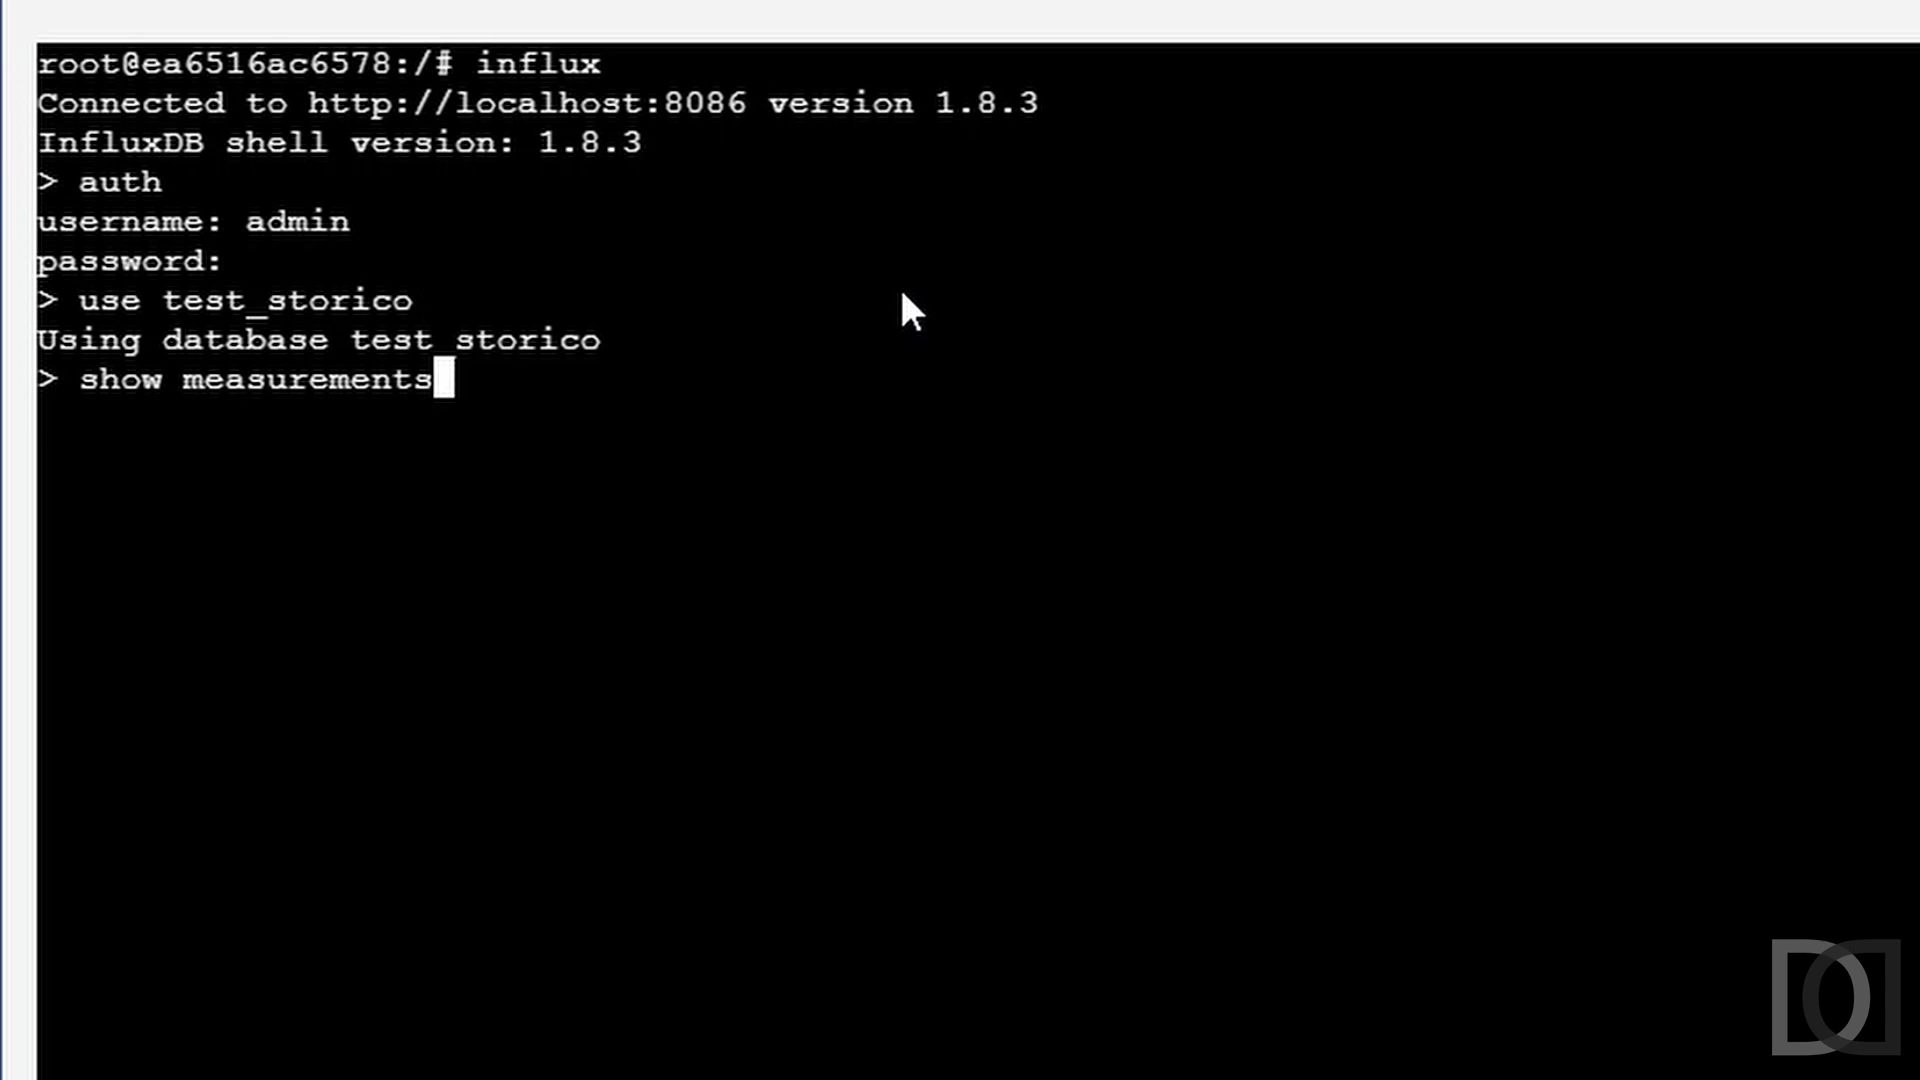 root@ea6516ac6578:/# influx
Connected to http://localhost:8086 version 1.8.3
InfluxDB shell version: 1.8.3
> auth
username: admin
password:
> use test_storico
Using database test_storico
> show measurements